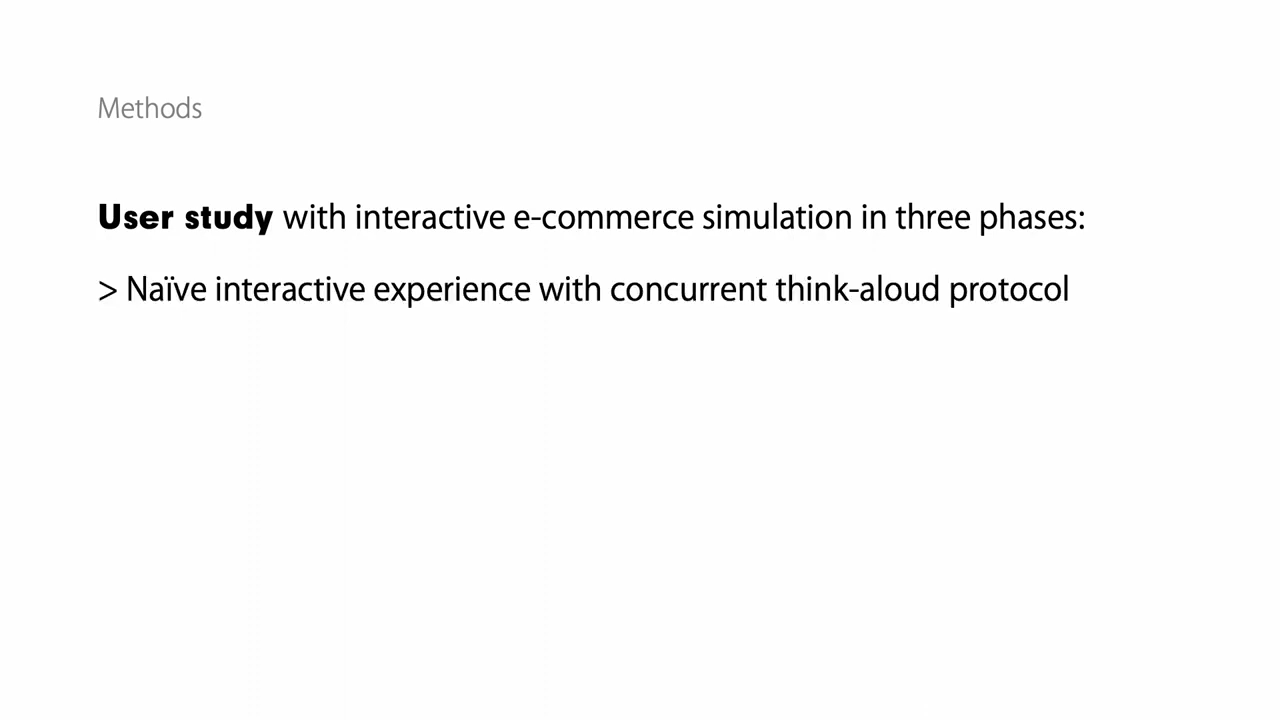 Methods
User study with interactive e-commerce simulation in three phases:
> Naïve interactive experience with concurrent think-aloud protocol